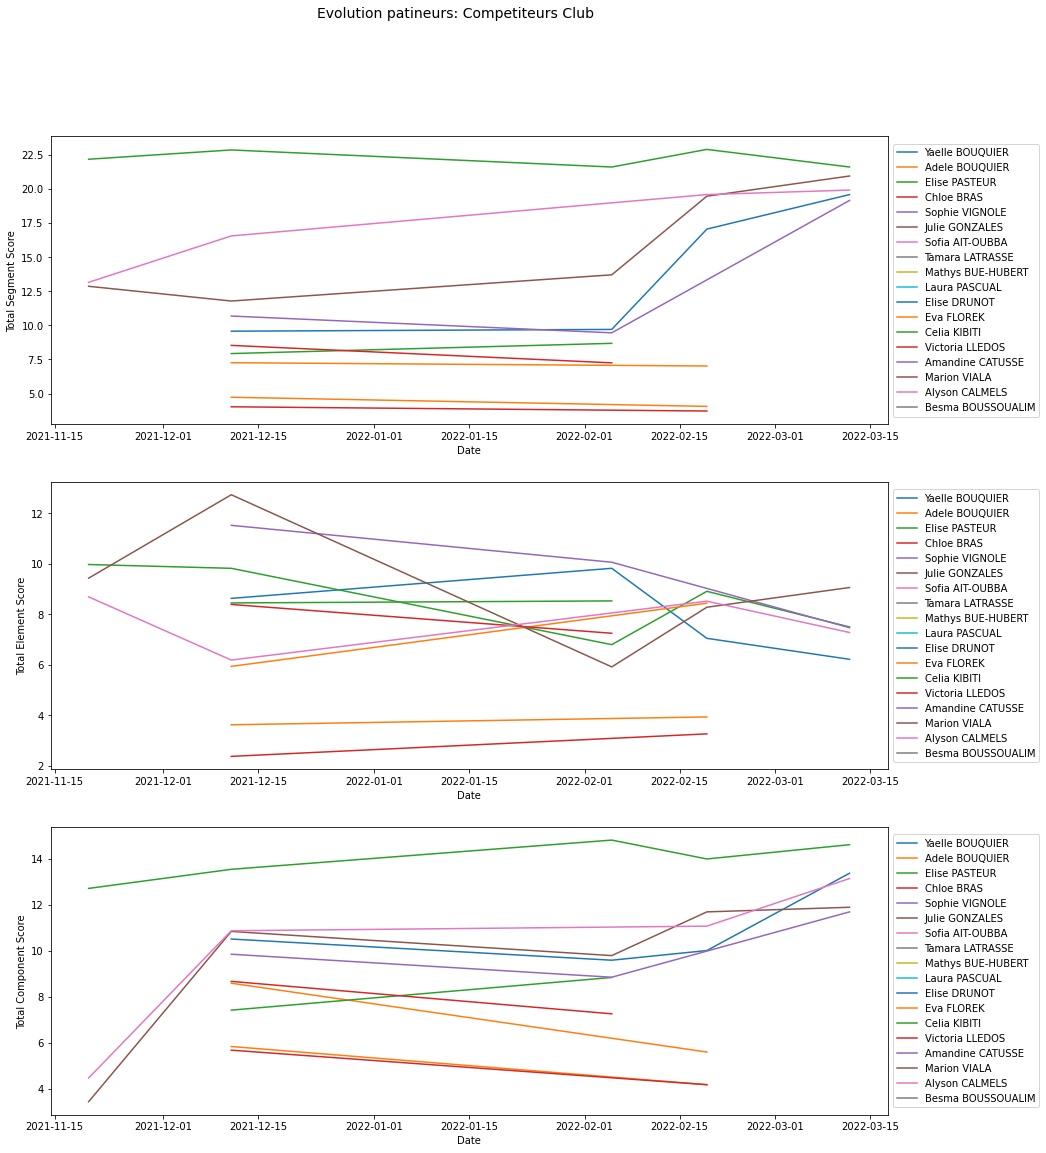 Evolution patineurs: Competiteurs Club
22.5
20.0
17.5
15.0
12.5
10.0
7.5
5.0
Total Segment Score
2021-11-15 2021-12-01 2021-12-15 2022-01-01 2022-01-15 2022-02-01 2022-02-15 2022-03-01 2022-03-15
Date
Yaelle BOUQUIER
Adele BOUQUIER
Elise PASTEUR
Chloe BRAS
Sophie VIGNOLE
Julie GONZALES
Sofia AIT-OUBBA
Tamara LATRASSE
Mathys BUE-HUBERT
Laura PASCUAL
Elise DRUNOT
Eva FLOREK
Celia KIBITI
Victoria LLEDOS
Amandine CATUSSE
Marion VIALA
Alyson CALMELS
Besma BOUSSOUALIM
12
10
8
6
4
2
Total Element Score
2021-11-15 2021-12-01 2021-12-15 2022-01-01 2022-01-15 2022-02-01 2022-02-15 2022-03-01 2022-03-15
Date
Yaelle BOUQUIER
Adele BOUQUIER
Elise PASTEUR
Chloe BRAS
Sophie VIGNOLE
Julie GONZALES
Sofia AIT-OUBBA
Tamara LATRASSE
Mathys BUE-HUBERT
Laura PASCUAL
Elise DRUNOT
Eva FLOREK
Celia KIBITI
Victoria LLEDOS
Amandine CATUSSE
Marion VIALA
Alyson CALMELS
Besma BOUSSOUALIM
14
12
10
8
6
4
Total Component Score
2021-11-15 2021-12-01 2021-12-15 2022-01-01 2022-01-15 2022-02-01 2022-02-15 2022-03-01 2022-03-15
Date
Yaelle BOUQUIER
Adele BOUQUIER
Elise PASTEUR
Chloe BRAS
Sophie VIGNOLE
Julie GONZALES
Sofia AIT-OUBBA
Tamara LATRASSE
Mathys BUE-HUBERT
Laura PASCUAL
Elise DRUNOT
Eva FLOREK
Celia KIBITI
Victoria LLEDOS
Amandine CATUSSE
Marion VIALA
Alyson CALMELS
Besma BOUSSOUALIM